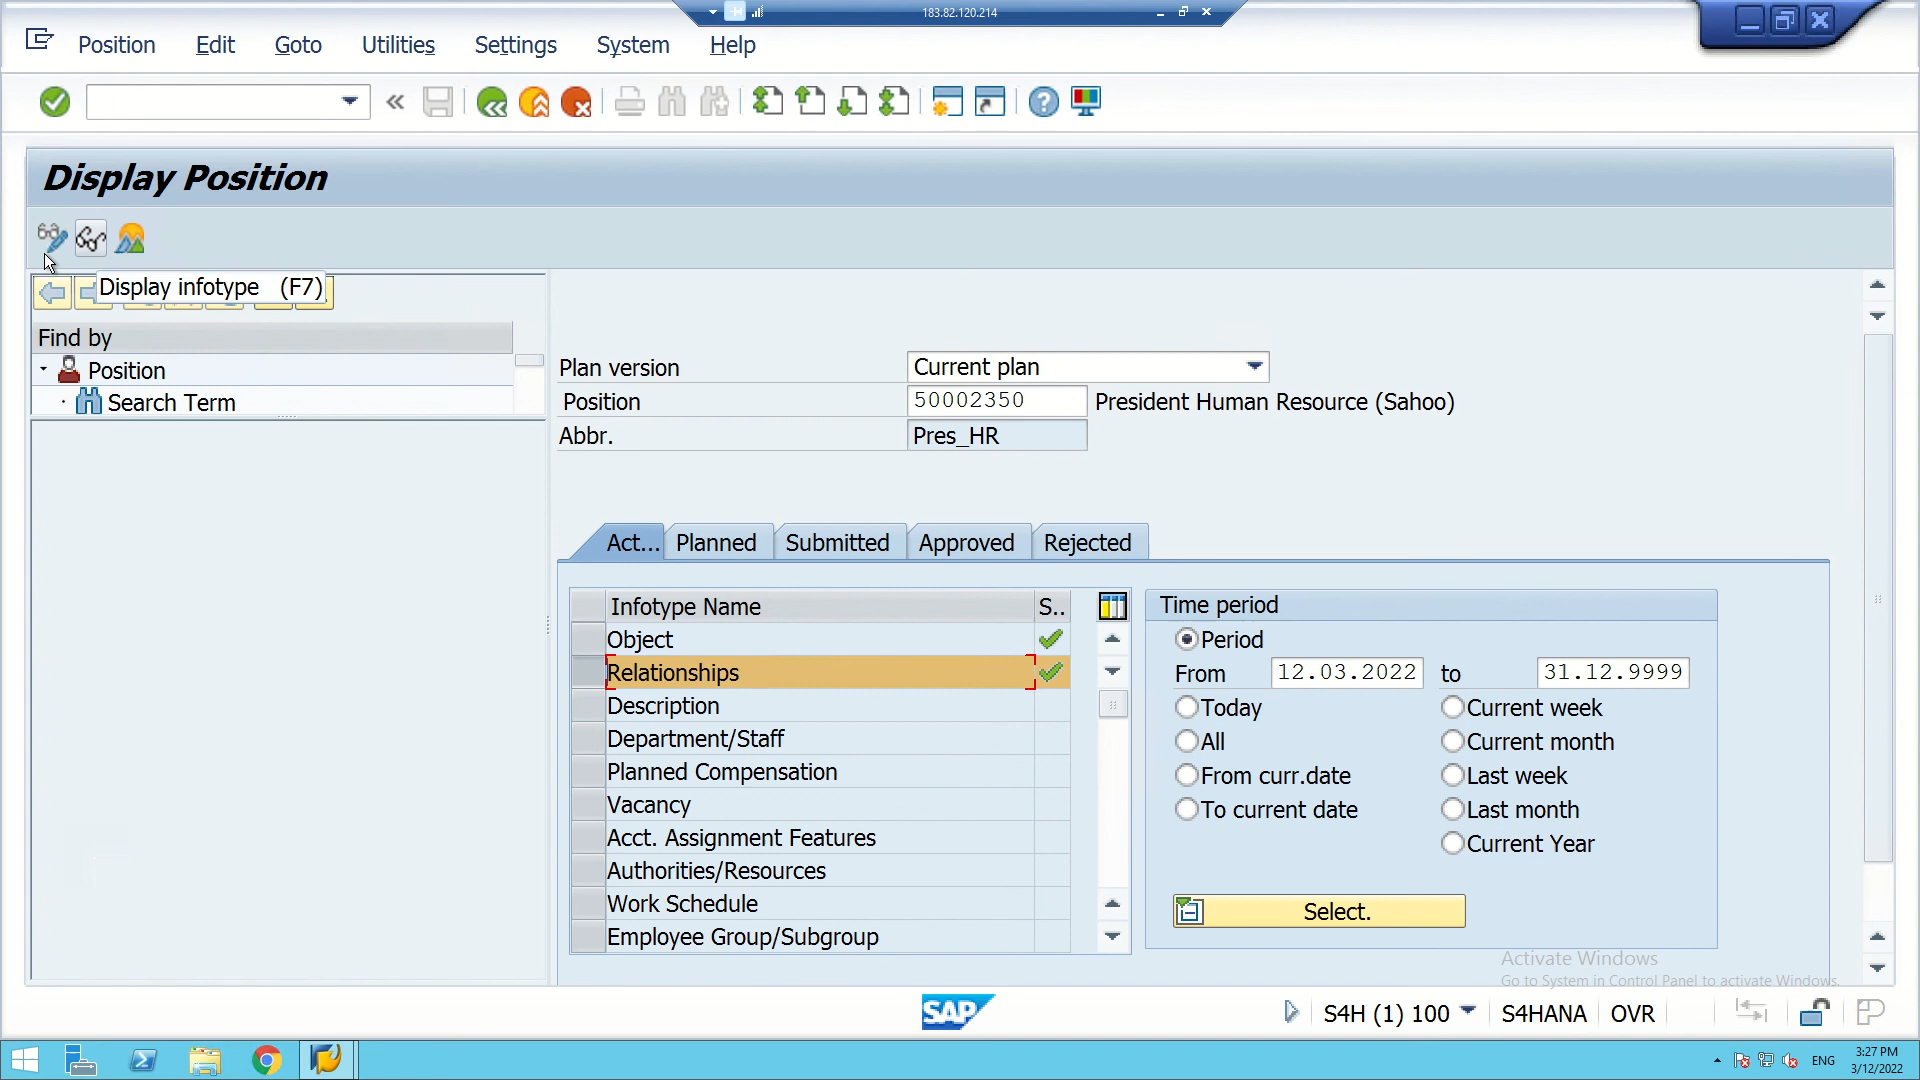 183.82.120.214
Position Edit Goto Utilities Settings System Help
Display Position
Display infotype (F7)
Find by
Position
Search Term
Plan version Current plan
Position 50002350 President Human Resource (Sahoo)
Abbr. Pres_HR
Act... Planned Submitted Approved Rejected
Infotype Name S..
Object
Relationships
Description
Department/Staff
Planned Compensation
Vacancy
Acct. Assignment Features
Authorities/Resources
Work Schedule
Employee Group/Subgroup
Time period
Period
From 12.03.2022 to 31.12.9999
Today Current week
All Current month
From curr.date Last week
To current date Last month
Current Year
Select.
Activate Windows
Go to System in Control Panel to activate Windows.
SAP S4H (1) 100 S4HANA OVR
ENG 3:27 PM
3/12/2022